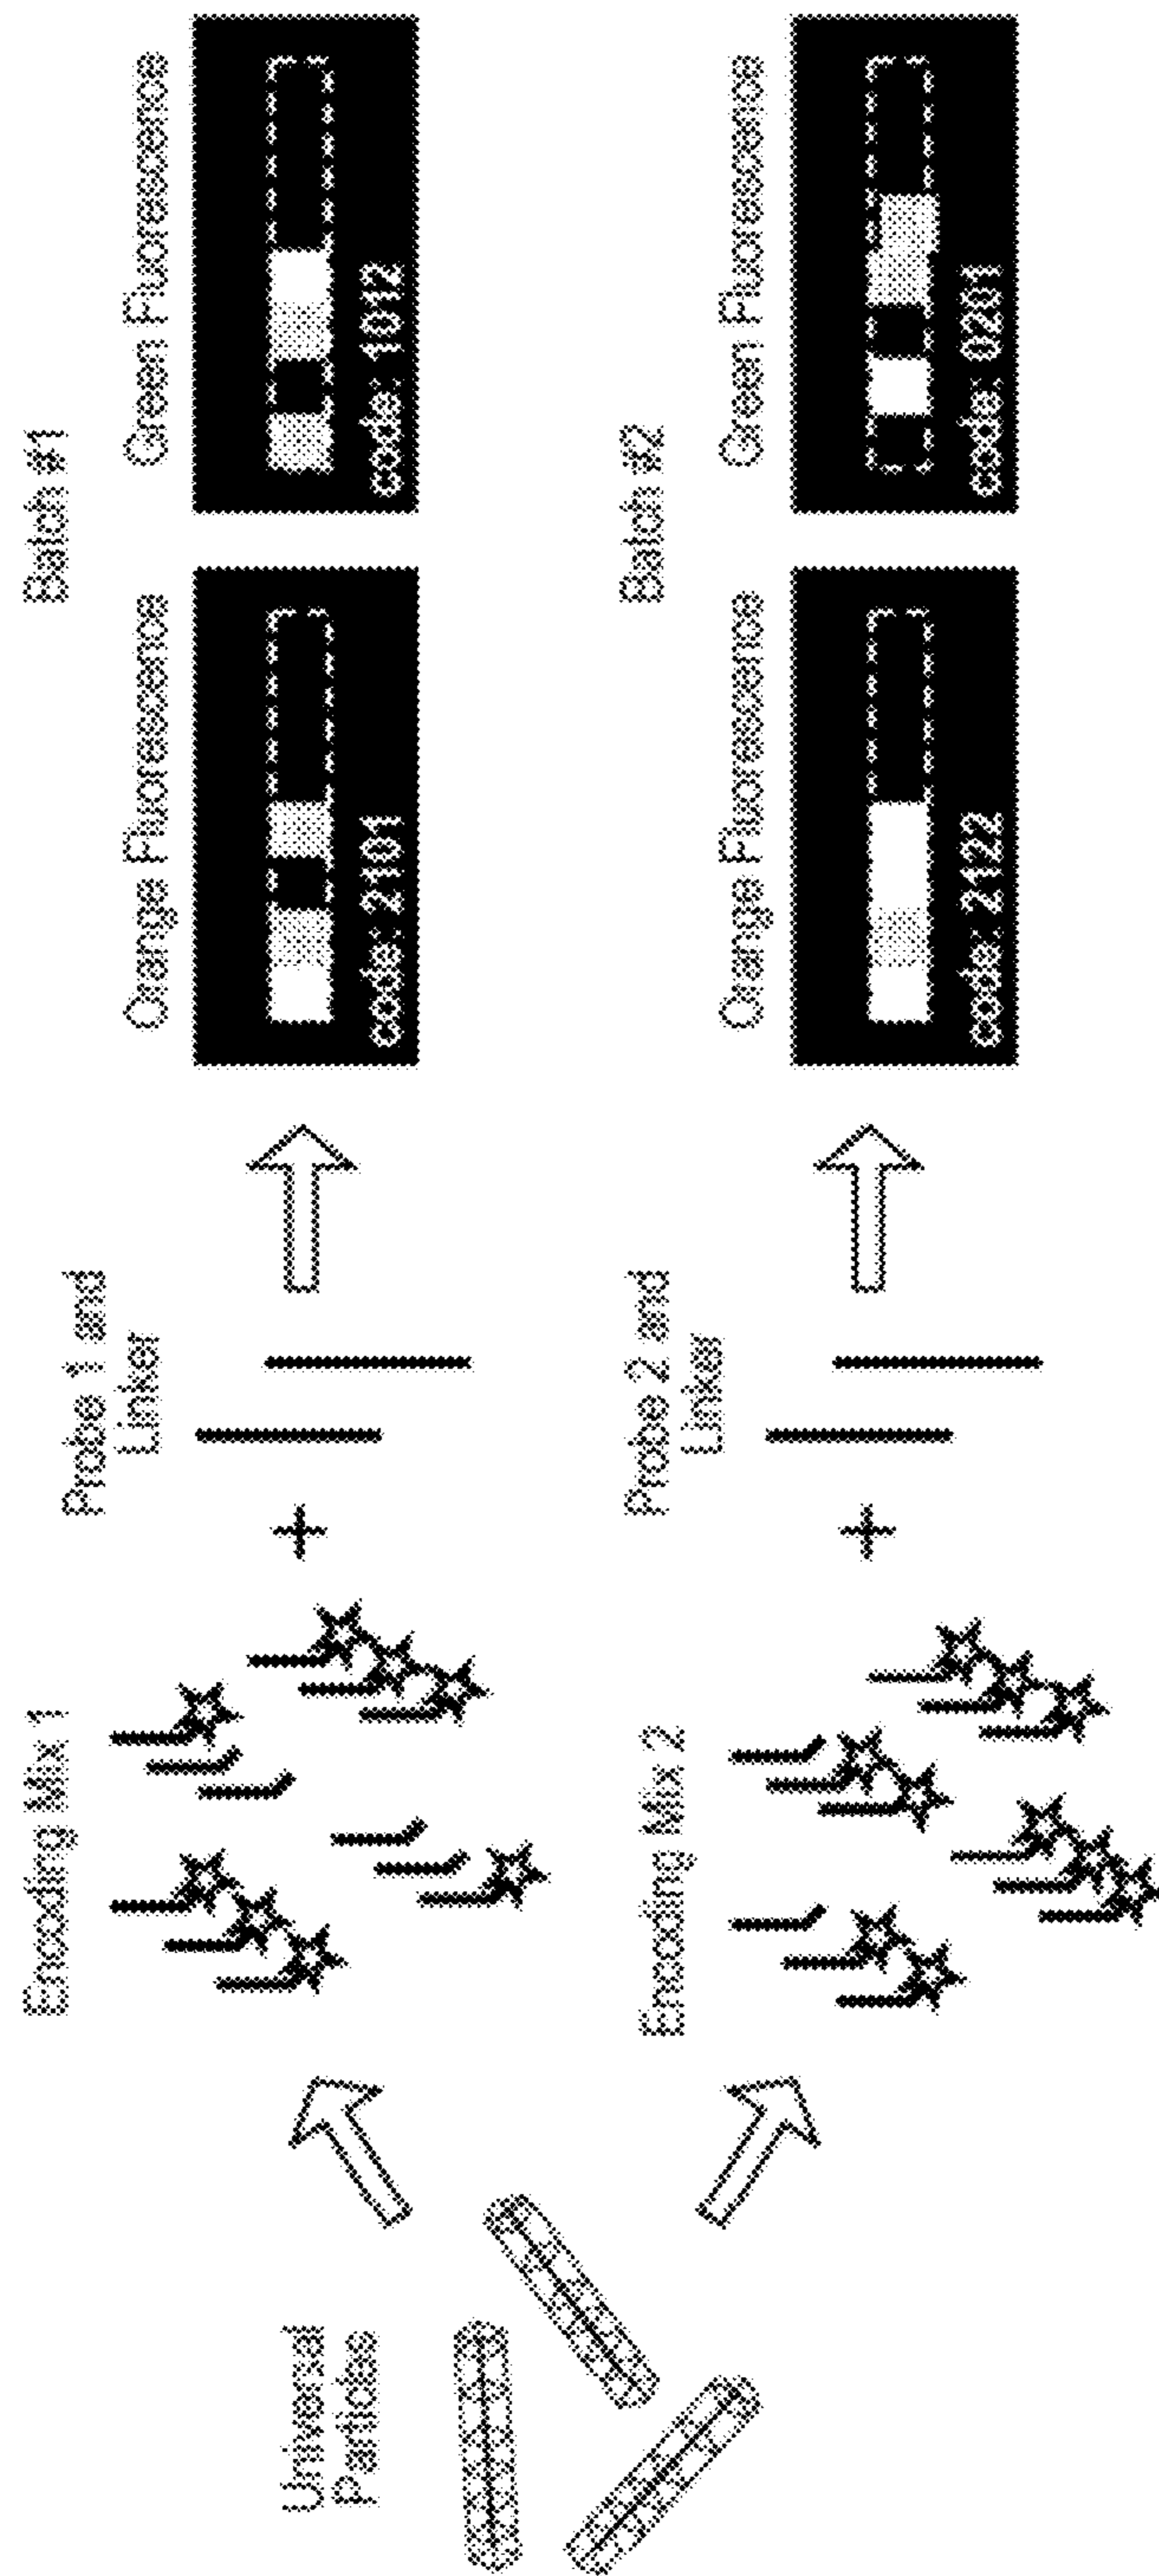 Universal
Particles
Encoding Mix 1
Probe 1 and
Linker
Batch #1
Orange Fluorescence
code: 2101
Green Fluorescence
code: 1012
Encoding Mix 2
Probe 2 and
Linker
Batch #2
Orange Fluorescence
code: 2122
Green Fluorescence
code: 0201